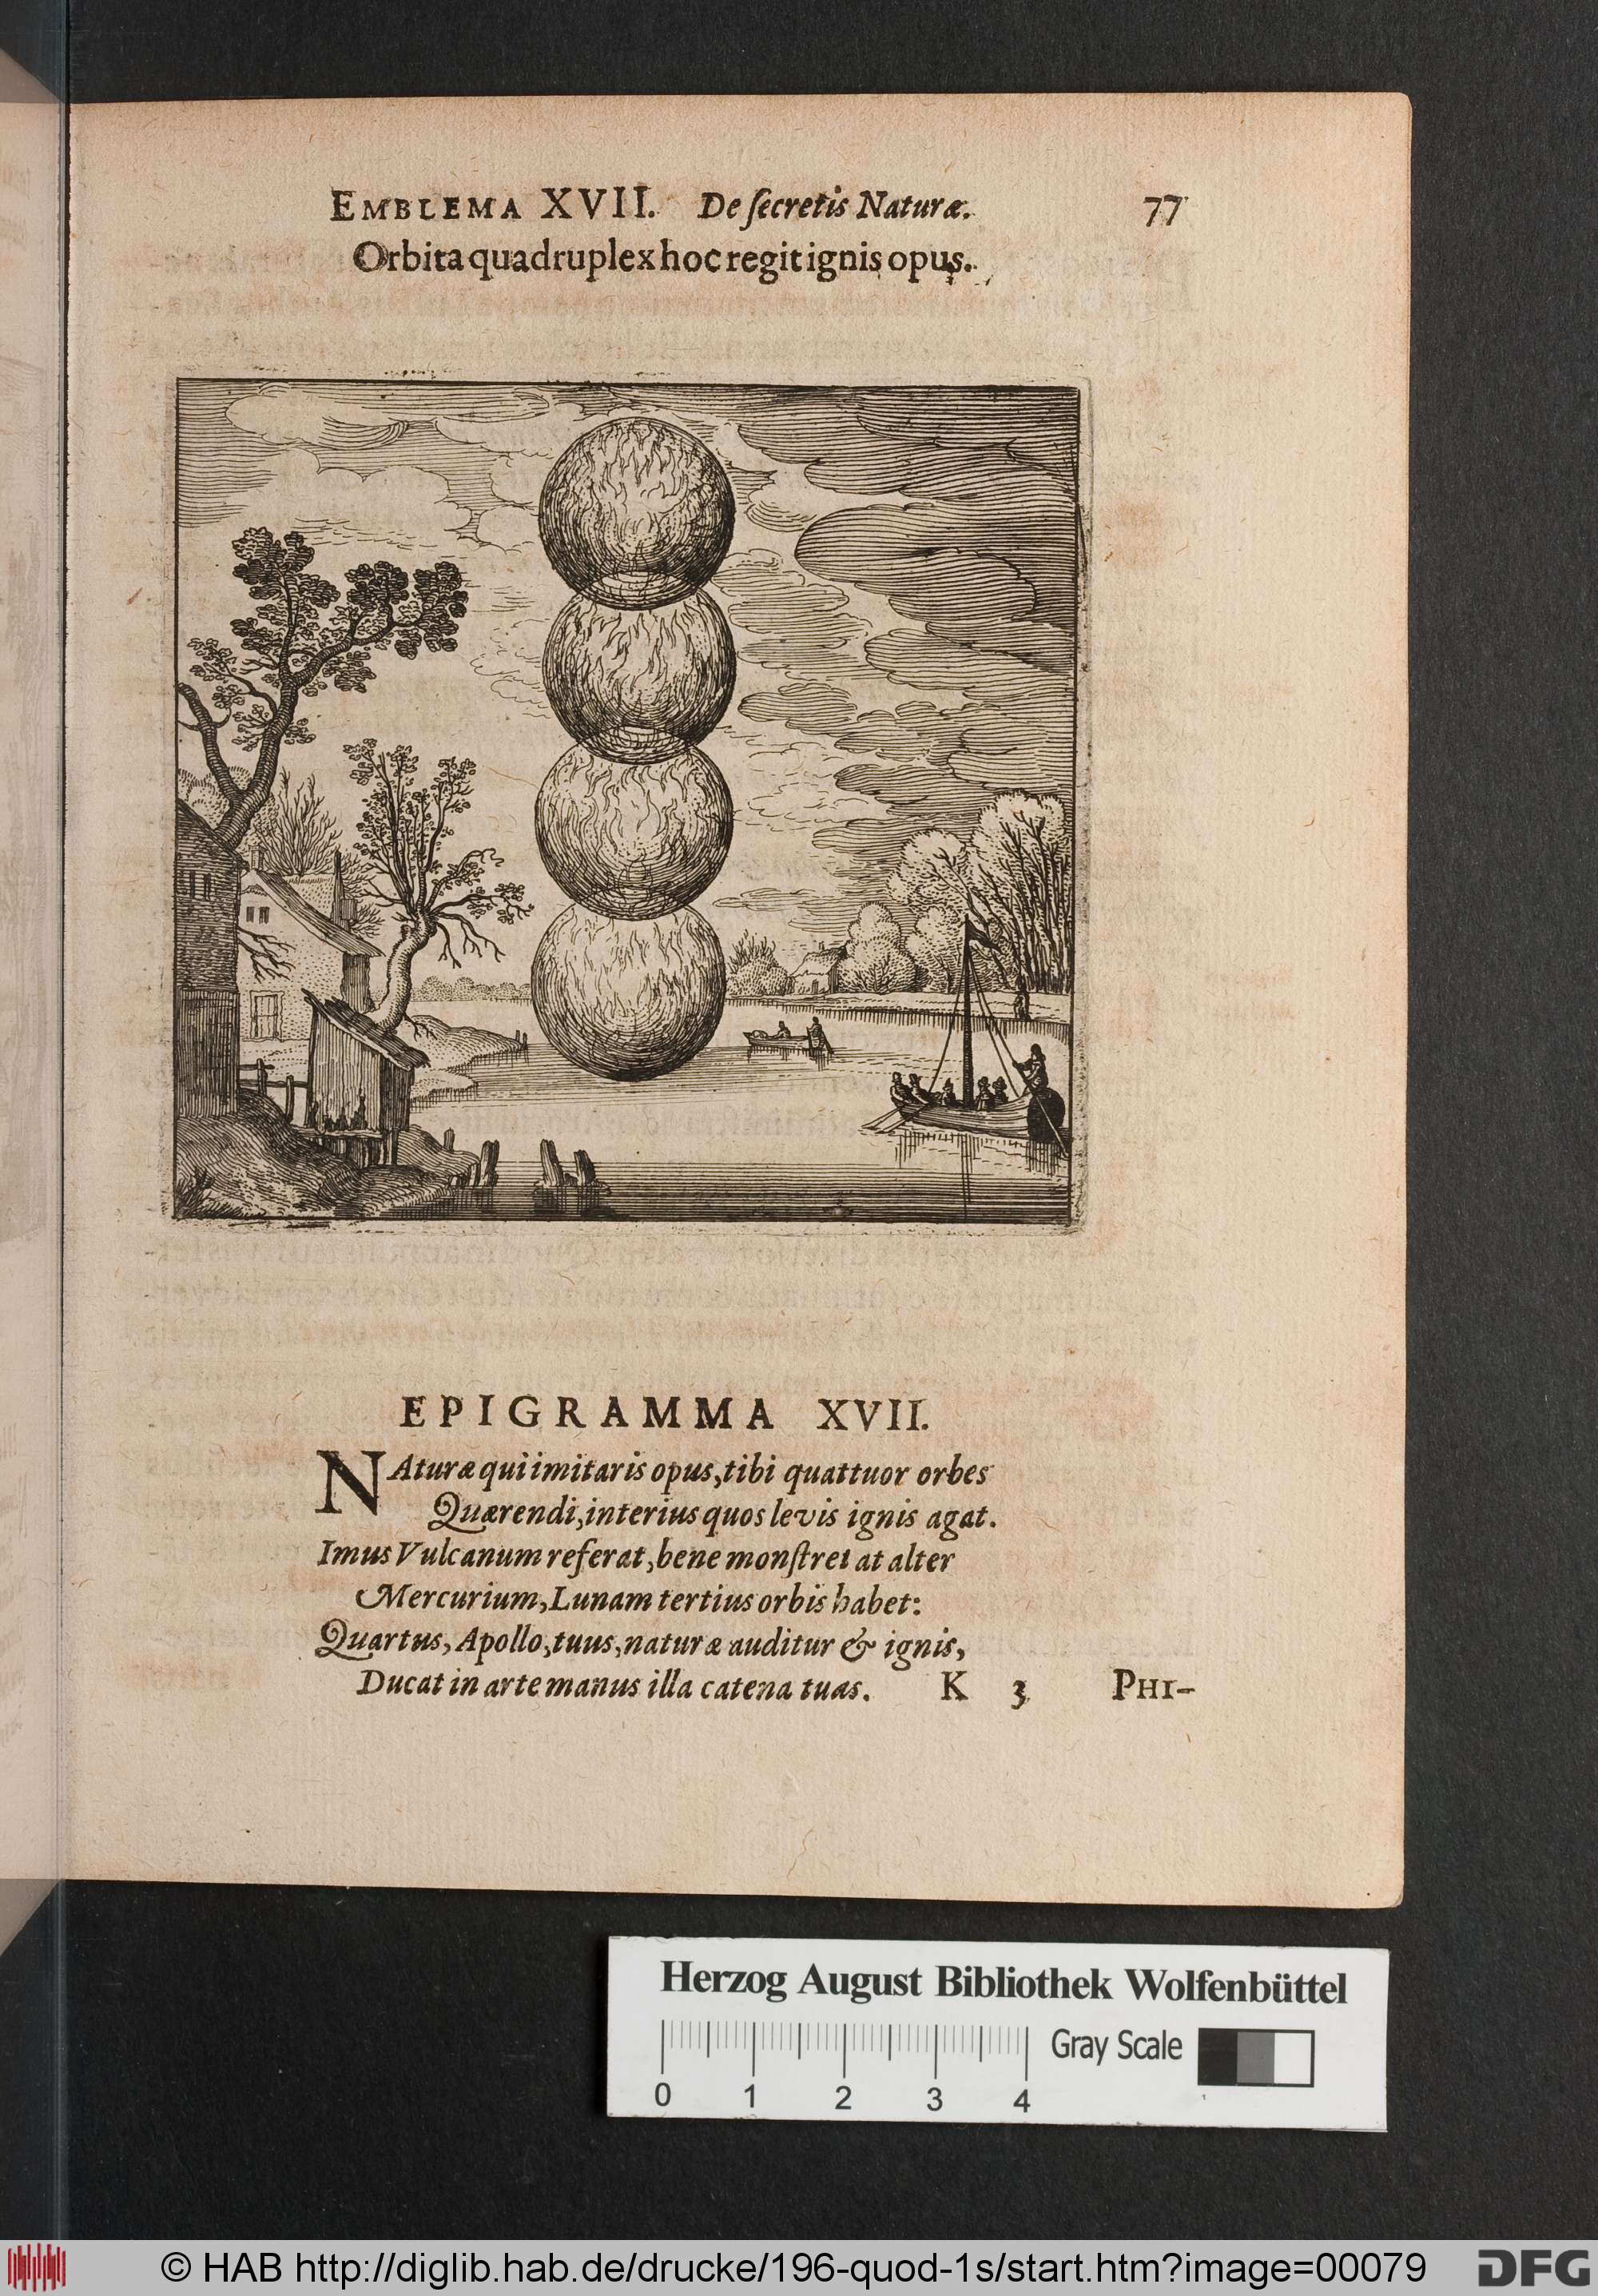 EMBLEMA XVII. De ſecretis Naturæ. 77
Orbita quadruplex hoc regit ignis opus.
EPIGRAMMA XVII.
NAturæ qui imitaris opus, tibi quattuor orbes
Quærendi, interius quos levis ignis agat.
Imus Vulcanum referat, bene monſtret at alter
Mercurium, Lunam tertius orbis habet:
Quartus, Apollo, tuus, naturæ auditur & ignis,
Ducat in arte manus illa catena tuas. K 3 PHI-
Herzog August Bibliothek Wolfenbüttel
Gray Scale
0 1 2 3 4
© HAB http://diglib.hab.de/drucke/196-quod-1s/start.htm?image=00079 DFG